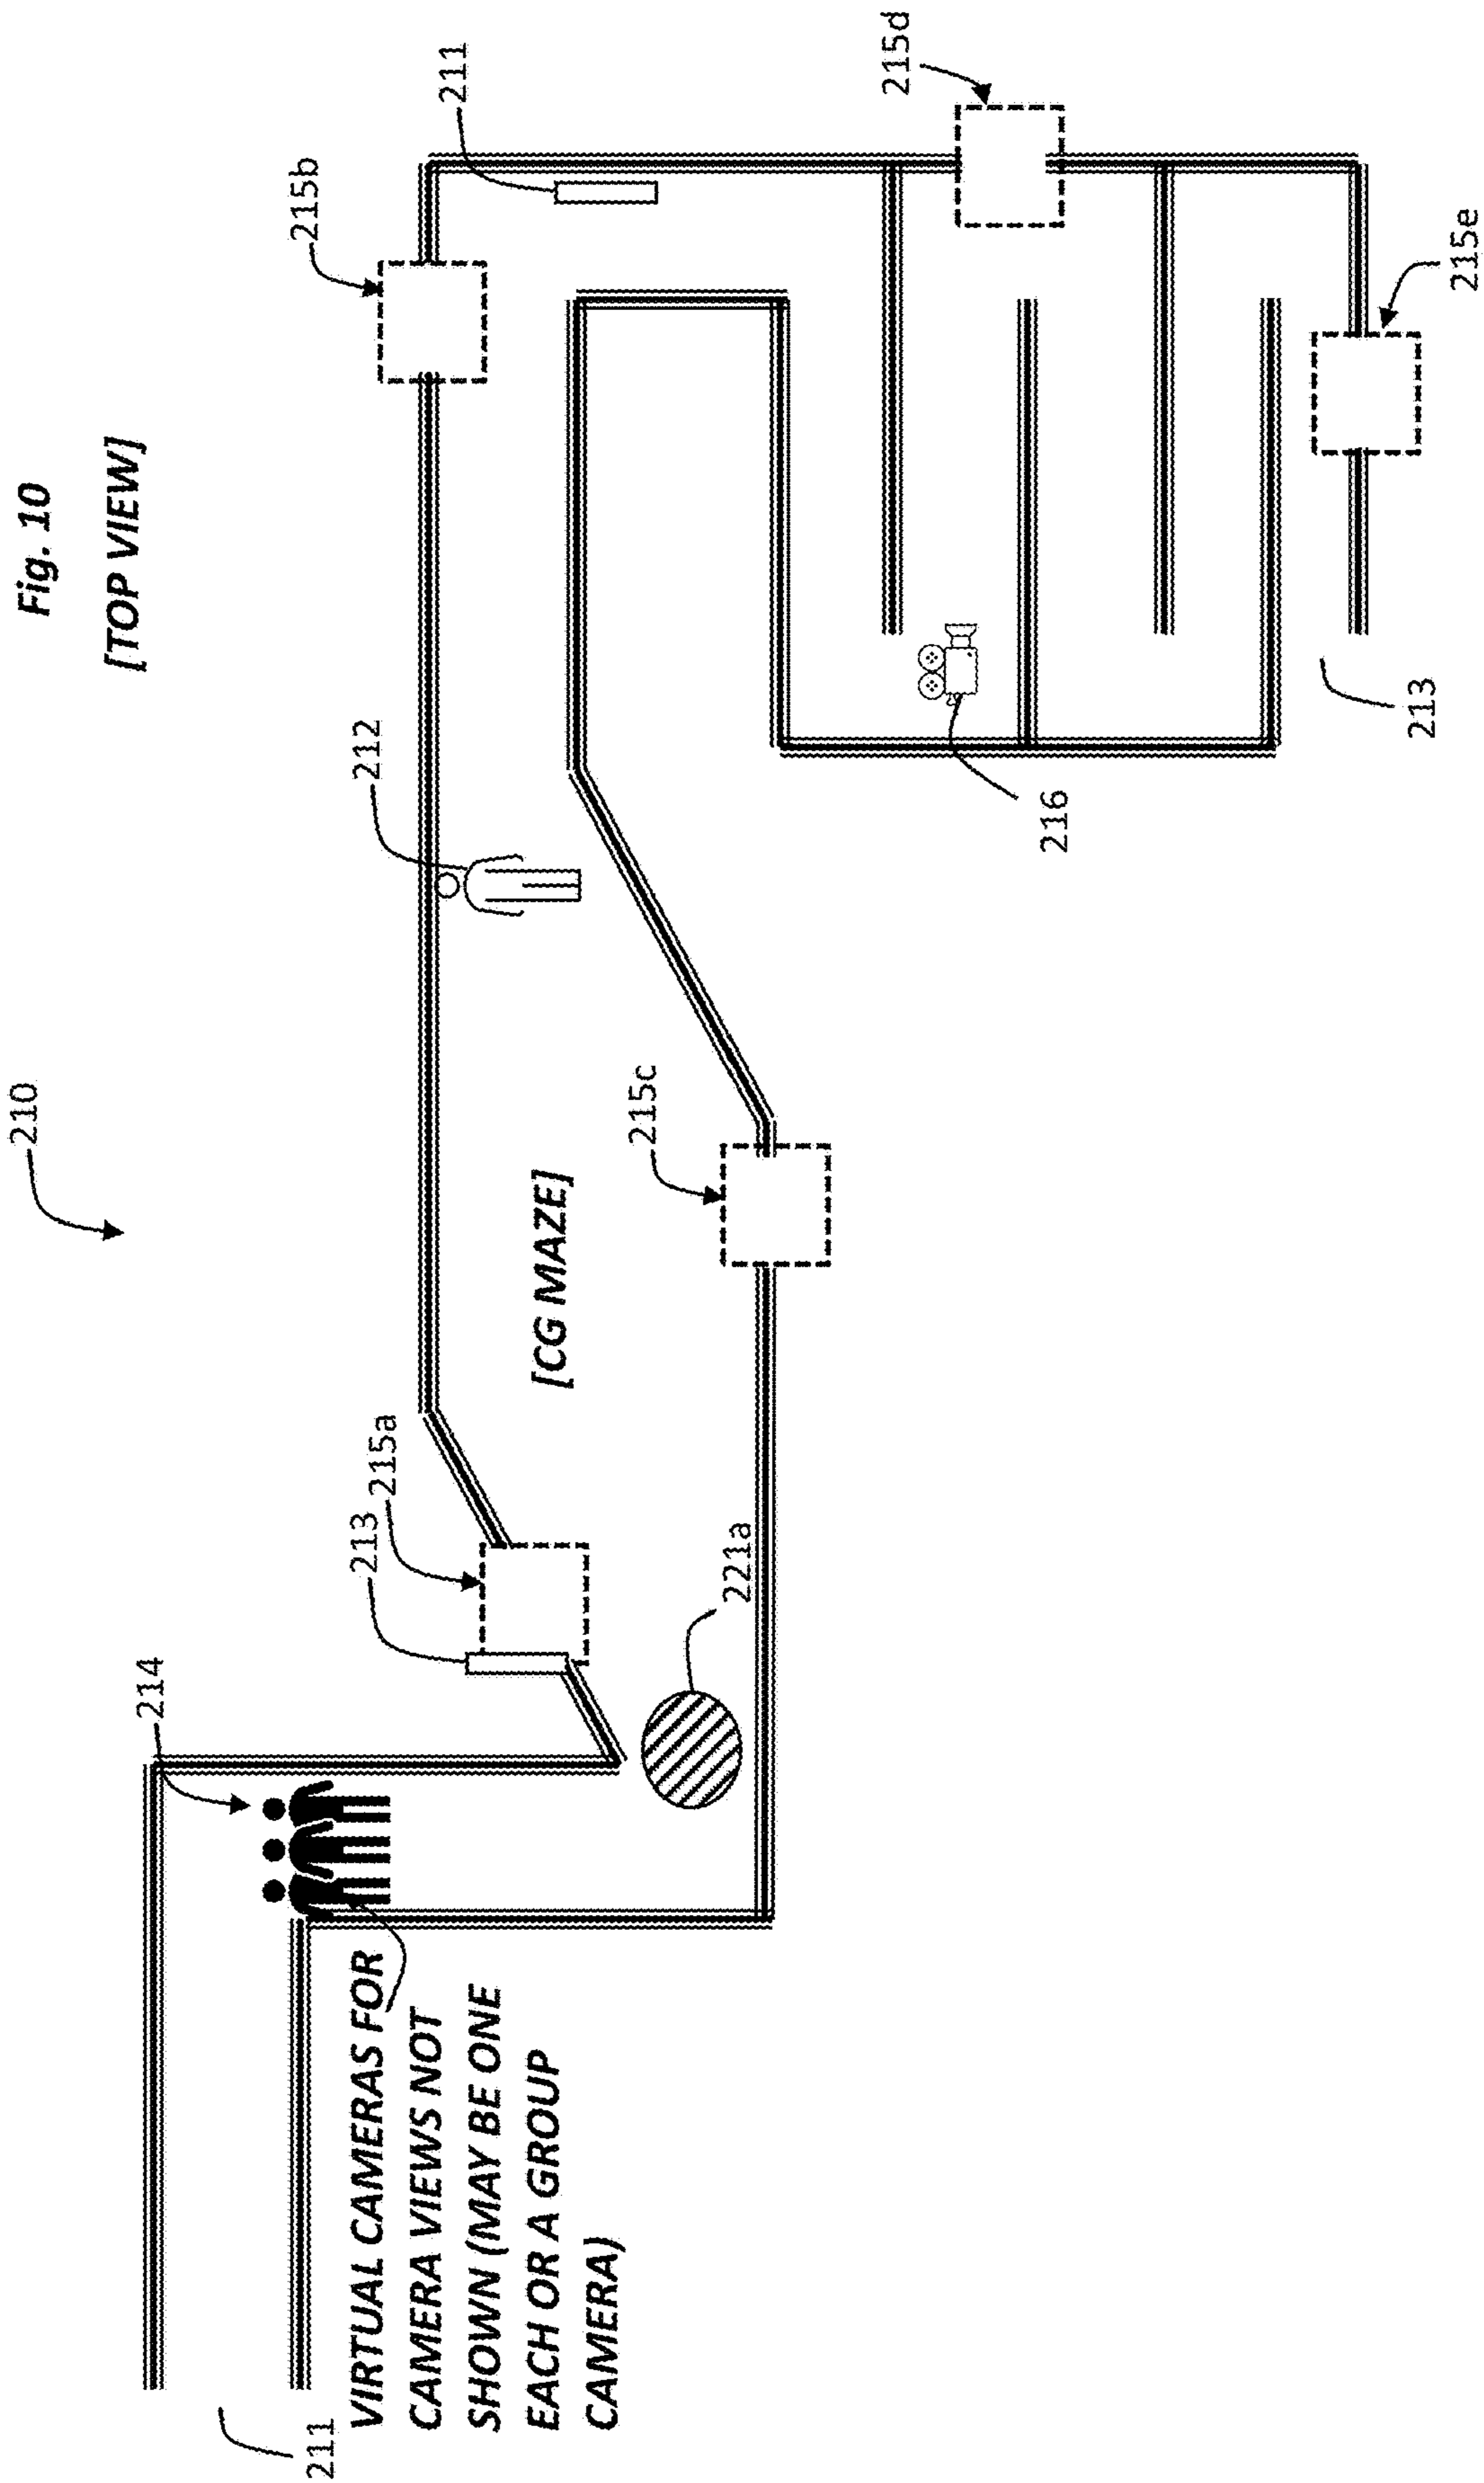 Fig. 10
[TOP VIEW]
210
211
215b
212
214
213
215a
[CG MAZE]
215c
221a
215d
215e
216
213
VIRTUAL CAMERAS FOR
CAMERA VIEWS NOT
SHOWN (MAY BE ONE
EACH OR A GROUP
CAMERA)
211